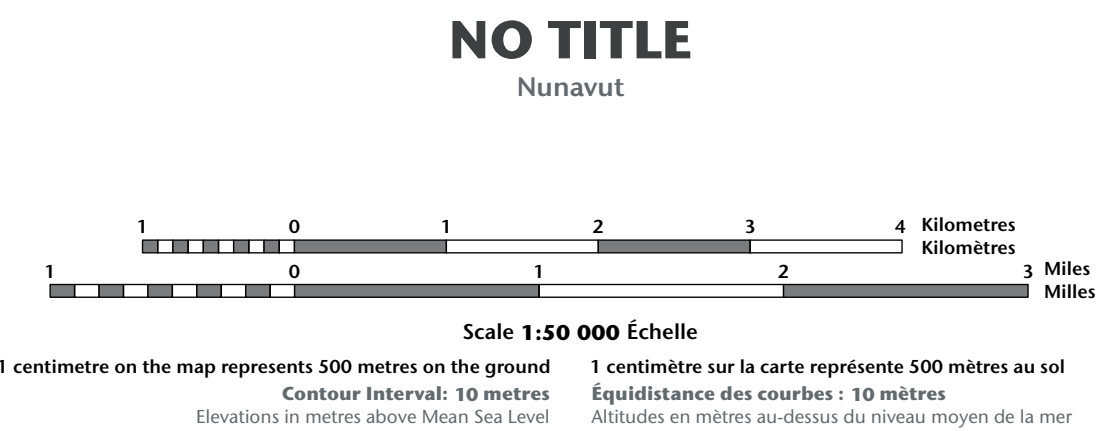 NO TITLE
Nunavut
1 0 1 2 3 4 Kilometres
Kilomètres
1 0 1 2 3 Miles
Milles
Scale 1:50 000 Échelle
1 centimetre on the map represents 500 metres on the ground
1 centimètre sur la carte représente 500 mètres au sol
Contour Interval: 10 metres
Équidistance des courbes : 10 mètres
Elevations in metres above Mean Sea Level
Altitudes en mètres au-dessus du niveau moyen de la mer